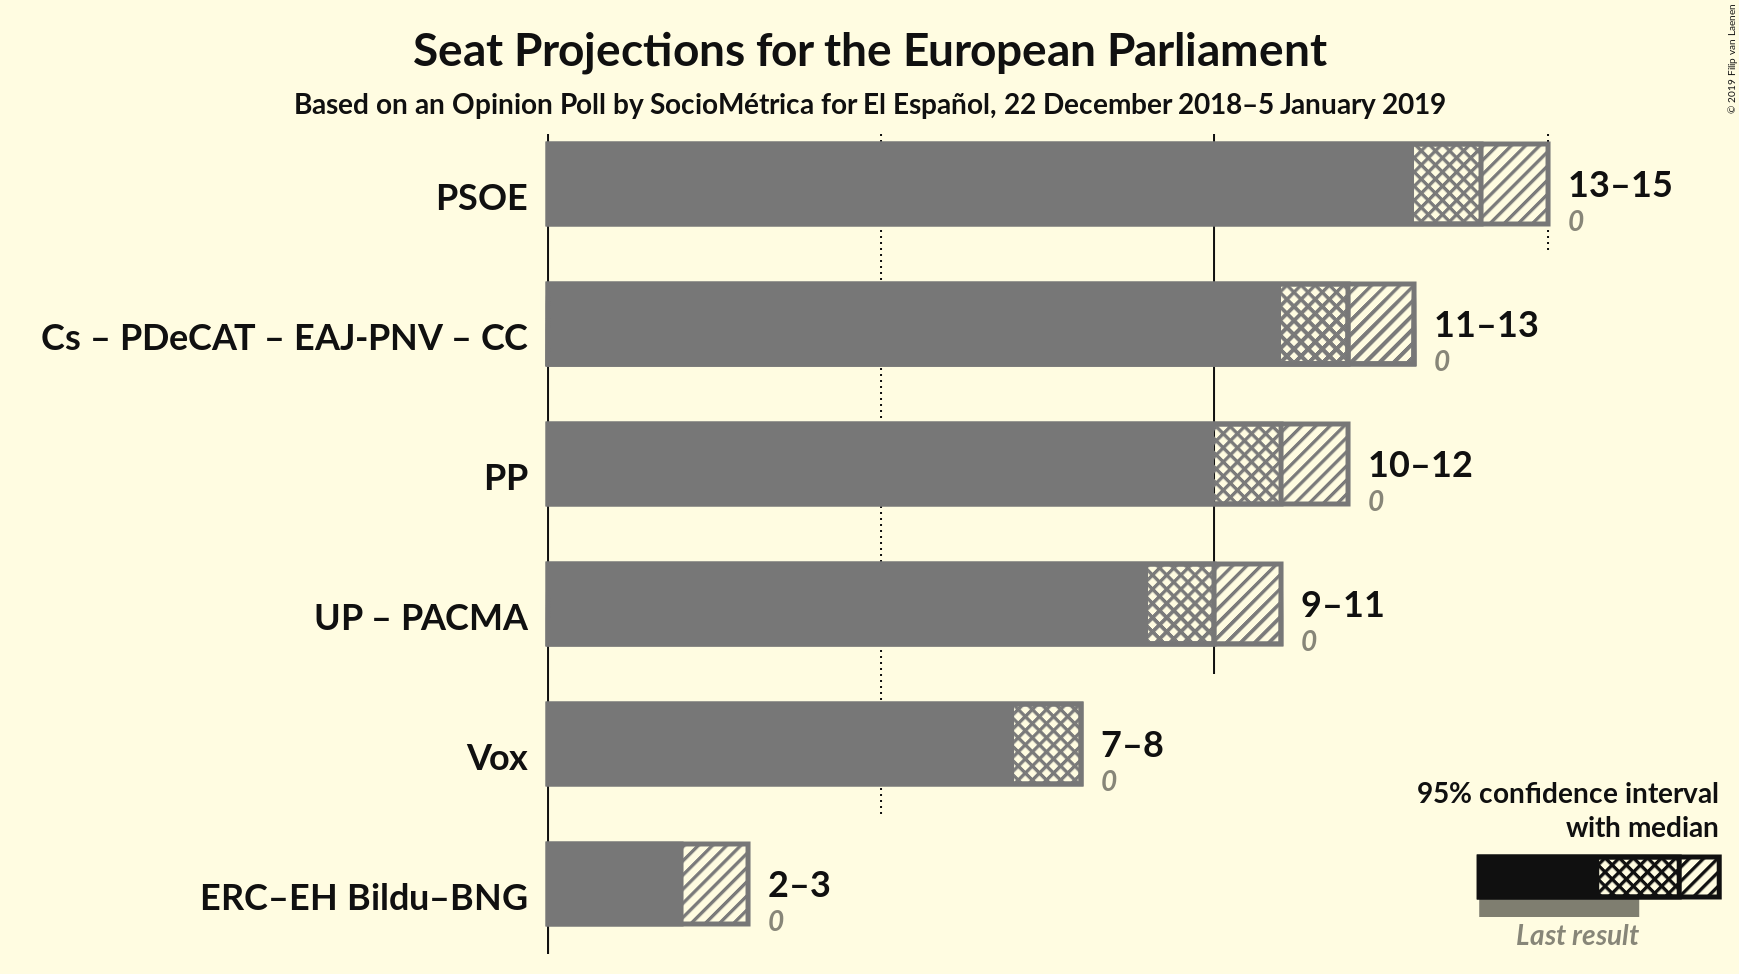 Seat Projections for the European Parliament
Based on an Opinion Poll by SocioMétrica for El Español, 22 December 2018–5 January 2019
© 2019 Filip van Laenen
PSOE
13–15
0
Cs – PDeCAT – EAJ-PNV – CC
11–13
0
PP
10–12
0
UP – PACMA
9–11
0
Vox
7–8
0
ERC–EH Bildu–BNG
2–3
0
95% confidence interval
with median
Last result